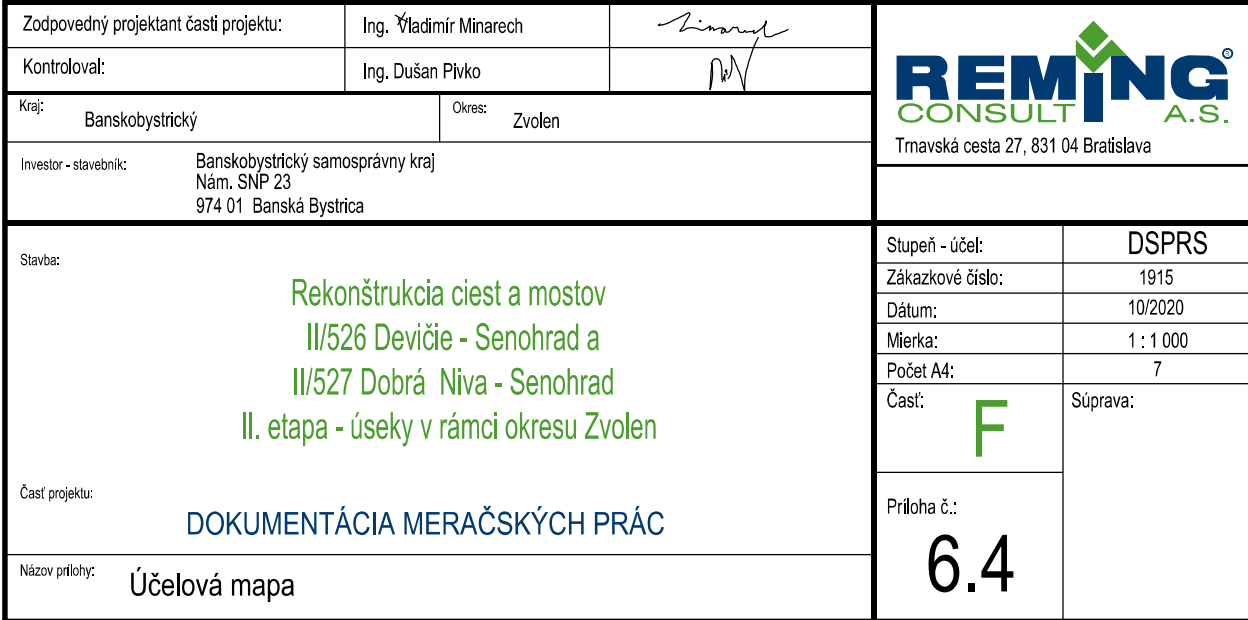 Zodpovedný projektant časti projektu: Ing. Vladimír Minarech
Kontroloval: Ing. Dušan Pivko
Kraj: Banskobystrický Okres: Zvolen
Investor - stavebník: Banskobystrický samosprávny kraj
Nám. SNP 23
974 01 Banská Bystrica
REMING
CONSULT A.S.
Trnavská cesta 27, 831 04 Bratislava
Stavba:
Rekonštrukcia ciest a mostov
II/526 Devičie - Senohrad a
II/527 Dobrá Niva - Senohrad
II. etapa - úseky v rámci okresu Zvolen
Časť projektu:
DOKUMENTÁCIA MERAČSKÝCH PRÁC
Názov prílohy: Účelová mapa
Stupeň - účel: DSPRS
Zákazkové číslo: 1915
Dátum: 10/2020
Mierka: 1 : 1 000
Počet A4: 7
Časť: F Súprava:
Príloha č.:
6.4